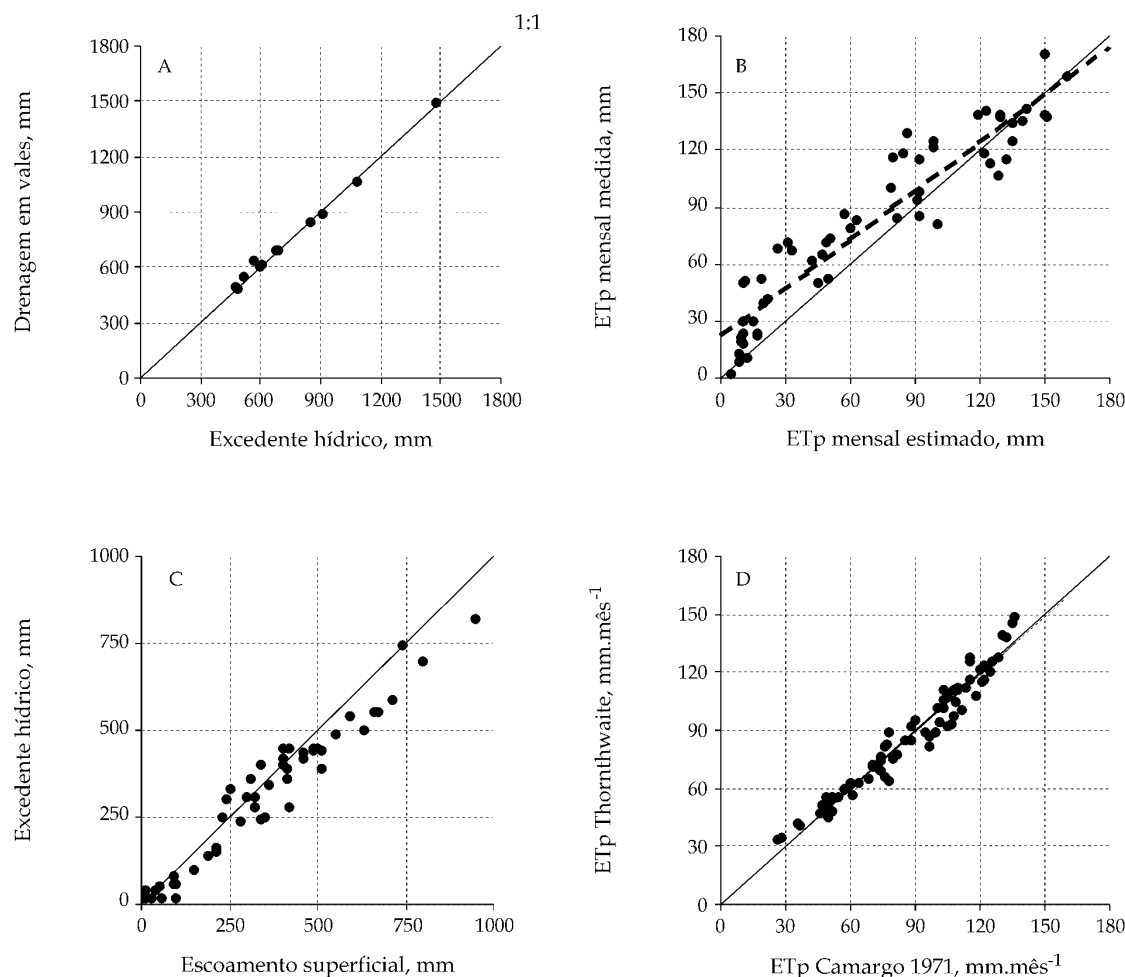 1:1
A
1800
1500
1200
900
600
300
0
Drenagem em vales, mm
0 300 600 900 1200 1500 1800
Excedente hídrico, mm
B
180
150
120
90
60
30
0
ETp mensal medida, mm
0 30 60 90 120 150 180
ETp mensal estimado, mm
C
1000
750
500
250
0
Excedente hídrico, mm
0 250 500 750 1000
Escoamento superficial, mm
D
180
150
120
90
60
30
0
ETp Thornthwaite, mm.mês⁻¹
0 30 60 90 120 150 180
ETp Camargo 1971, mm.mês⁻¹